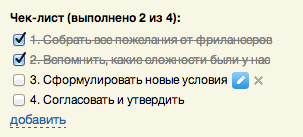 Чек-лист (выполнено 2 из 4):
1. Собрать все пожелания от фрилансеров
2. Вспомнить, какие сложности были у нас
3. Сформулировать новые условия
4. Согласовать и утвердить
добавить